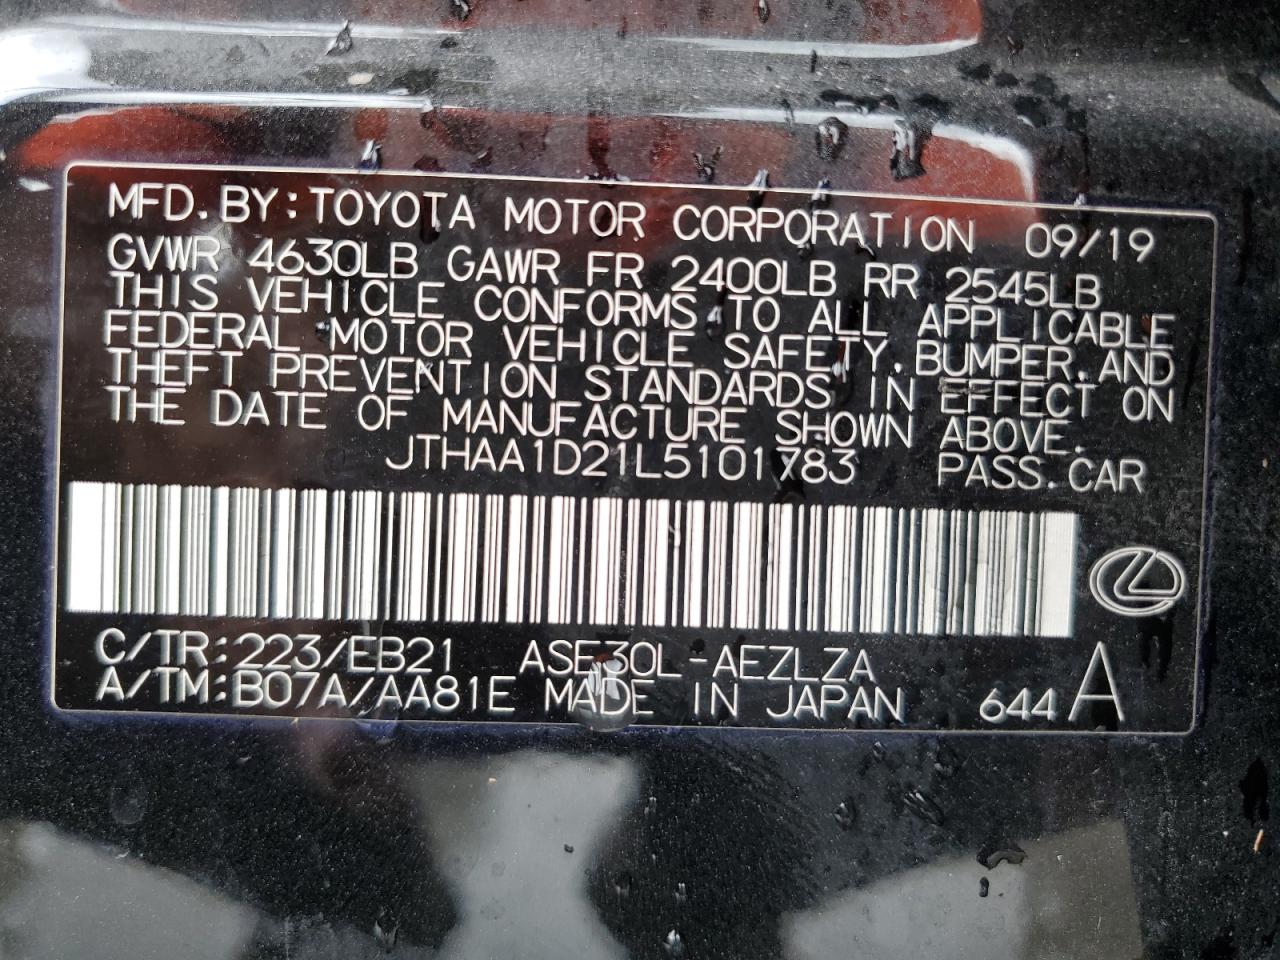 MFD. BY: TOYOTA MOTOR CORPORATION 09/19
GVWR 4630LB GAWR FR 2400LB RR 2545LB
THIS VEHICLE CONFORMS TO ALL APPLICABLE
FEDERAL MOTOR VEHICLE SAFETY, BUMPER, AND
THEFT PREVENTION STANDARDS IN EFFECT ON
THE DATE OF MANUFACTURE SHOWN ABOVE.
JTHAA1D21L5101783 PASS. CAR
C/TR: 223/EB21 ASE30L-AEZLZA
A/TM: B07A/AA81E MADE IN JAPAN 644 A